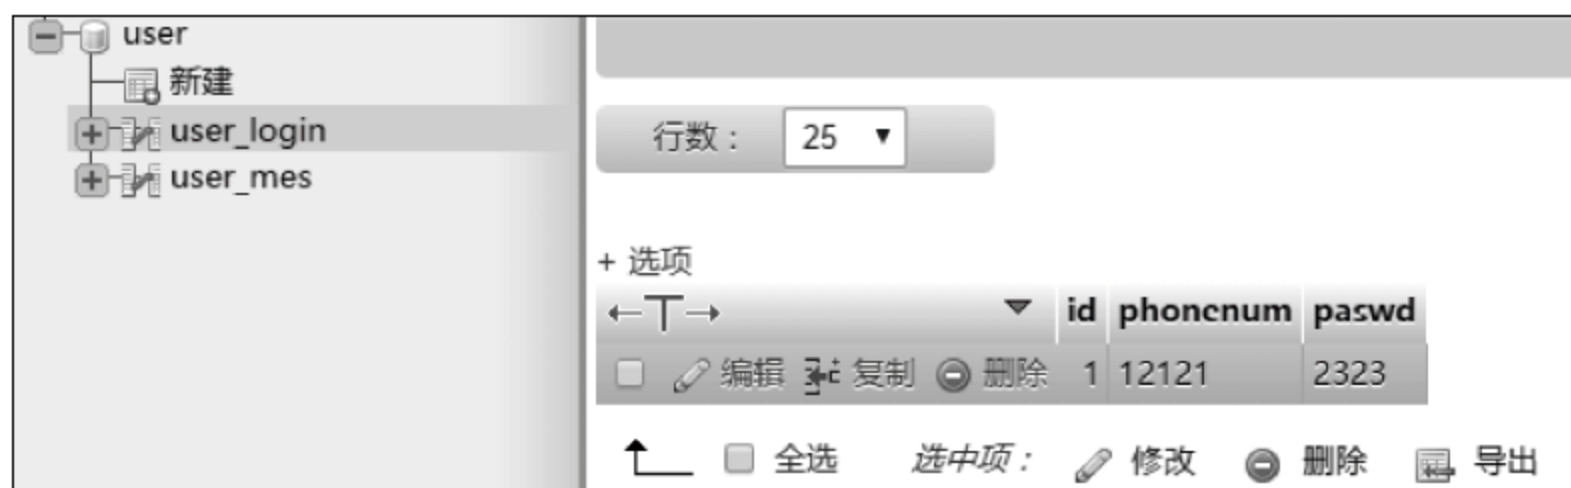 user
新建
user_login
user_mes
行数： 25
+ 选项
id phonenum paswd
编辑 复制 删除 1 12121 2323
全选 选中项： 修改 删除 导出